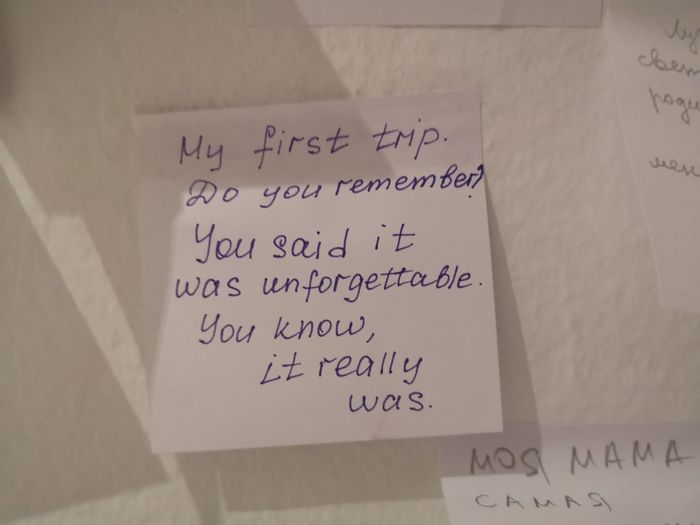 My first trip.
Do you remember?
You said it
was unforgettable.
You know,
it really
was.
МОЯ МАМА
САМАЯ